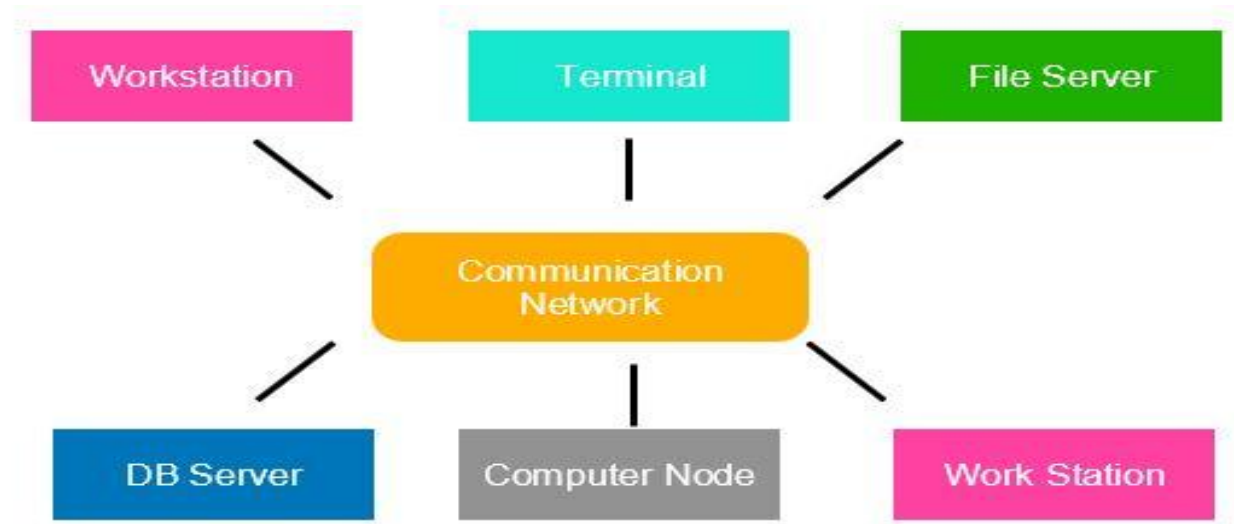 Workstation
Terminal
File Server
Communication
Network
DB Server
Computer Node
Work Station